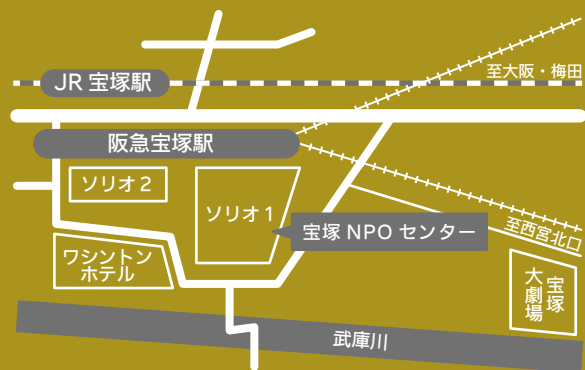 至大阪・梅田
JR 宝塚駅
阪急宝塚駅
ソリオ 2
ソリオ 1
宝塚 NPO センター
至西宮北口
ワシントン
ホテル
宝塚
大劇場
武庫川